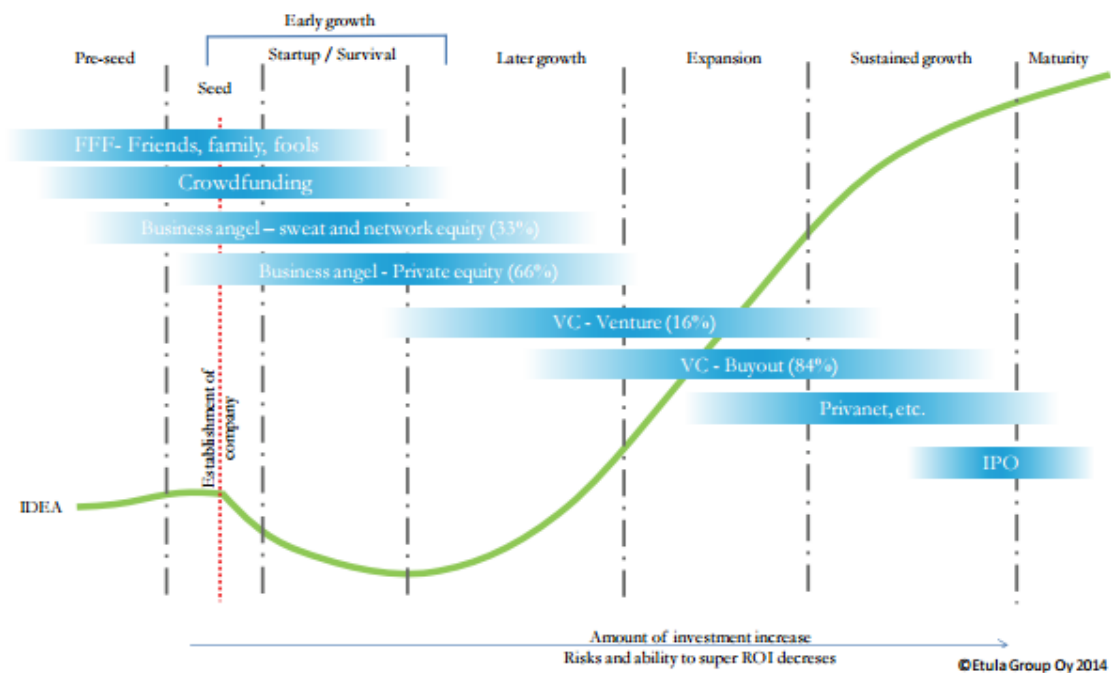 Early growth
Pre-seed
Startup / Survival
Later growth
Expansion
Sustained growth
Maturity
Seed
FFF- Friends, family, fools
Crowdfunding
Business angel – sweat and network equity (33%)
Business angel - Private equity (66%)
VC - Venture (16%)
VC - Buyout (84%)
Privanet, etc.
IPO
Establishment of
company
IDEA
Amount of investment increase
Risks and ability to super ROI decreses
©Etula Group Oy 2014